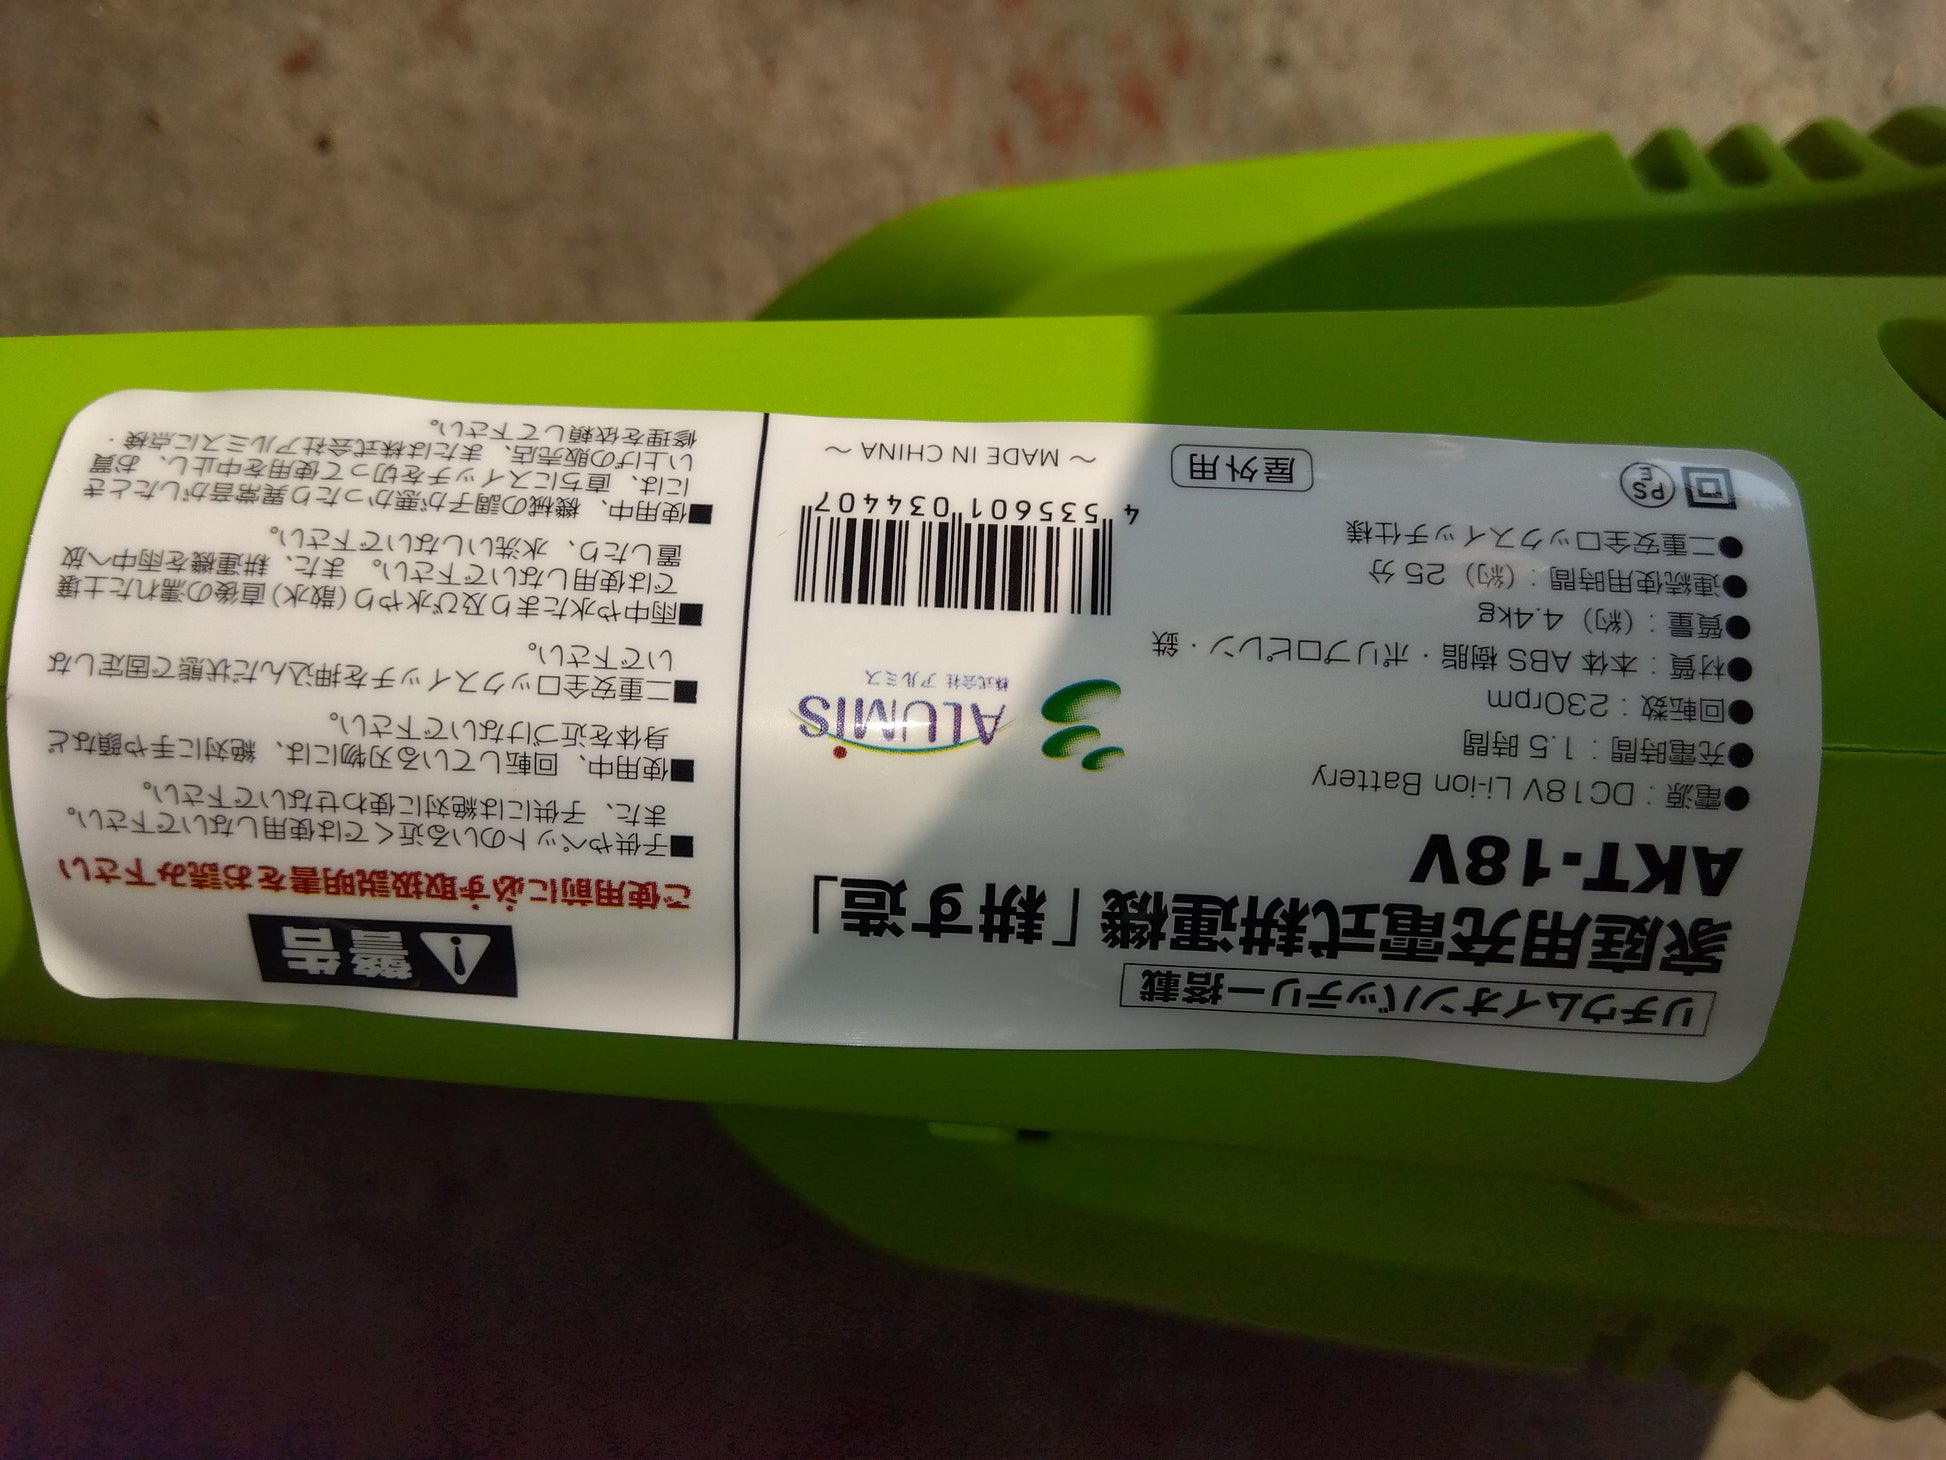 リチウムイオンバッテリー搭載
家庭用充電式耕運機「耕す造」
AKT-18V
●電源：DC18V Li-ion Battery
●充電時間：1.5 時間
●回転数：230rpm
●材質：本体 ABS 樹脂・ポリプロピレン・鉄
●質量：（約）4.4kg
●連続使用時間：（約）25 分
●二重安全ロックスイッチ仕様
PS
E
屋外用
ALUMiS
株式会社 アルミス
4 535601 034407
～ MADE IN CHINA ～
警告
ご使用前に必ず取扱説明書をお読み下さい
■子供やペットのいる近くでは使用しないで下さい。
また、子供には絶対に使わせないで下さい。
■使用中、回転している刃物には、絶対に手や顔など
身体を近づけないで下さい。
■二重安全ロックスイッチを押込んだ状態で固定しな
いで下さい。
■雨中や水たまり及び水やり(散水)直後の濡れた土壌
では使用しないで下さい。また、耕運機を雨中へ放
置したり、水洗いしないで下さい。
■使用中、機械の調子が悪かったり異常音がしたとき
には、直ちにスイッチを切って使用を中止し、お買
い上げの販売店、または株式会社アルミスに点検・
修理を依頼して下さい。